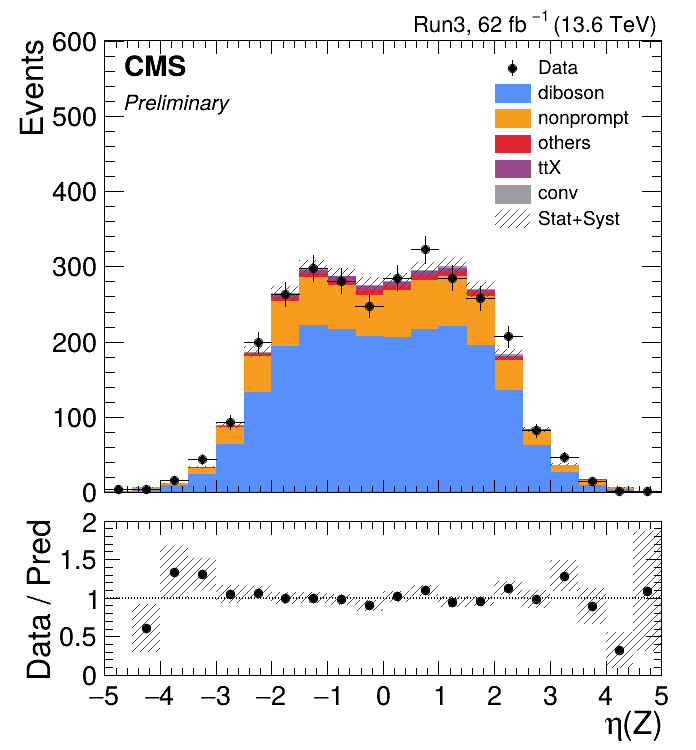 Run3, 62 fb⁻¹ (13.6 TeV)
Events
600
500
400
300
200
100
0
CMS
Preliminary
Data
diboson
nonprompt
others
ttX
conv
Stat+Syst
Data / Pred
2
1.5
1
0.5
0
−5 −4 −3 −2 −1 0 1 2 3 4 5
η(Z)